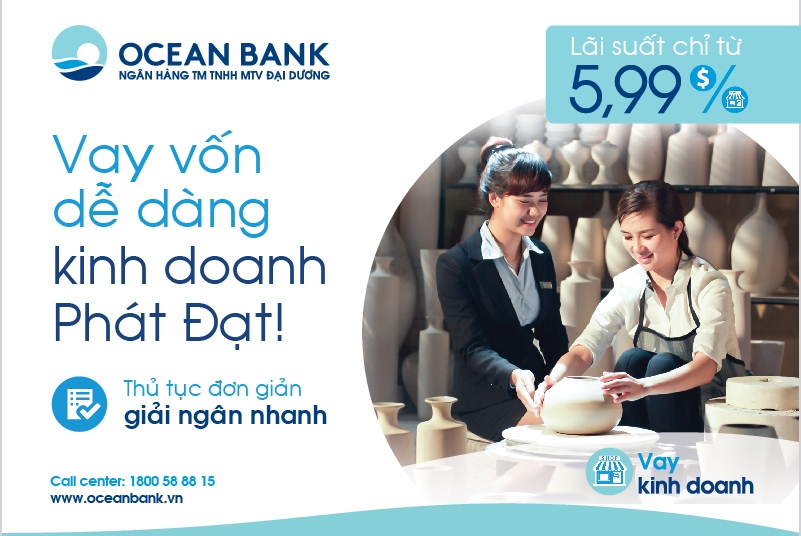 OCEAN BANK
NGÂN HÀNG TM TNHH MTV ĐẠI DƯƠNG
Lãi suất chỉ từ
5,99 $%
Vay vốn
dễ dàng
kinh doanh
Phát Đạt!
Thủ tục đơn giản
giải ngân nhanh
Call center: 1800 58 88 15
www.oceanbank.vn
SHOP
Vay
kinh doanh